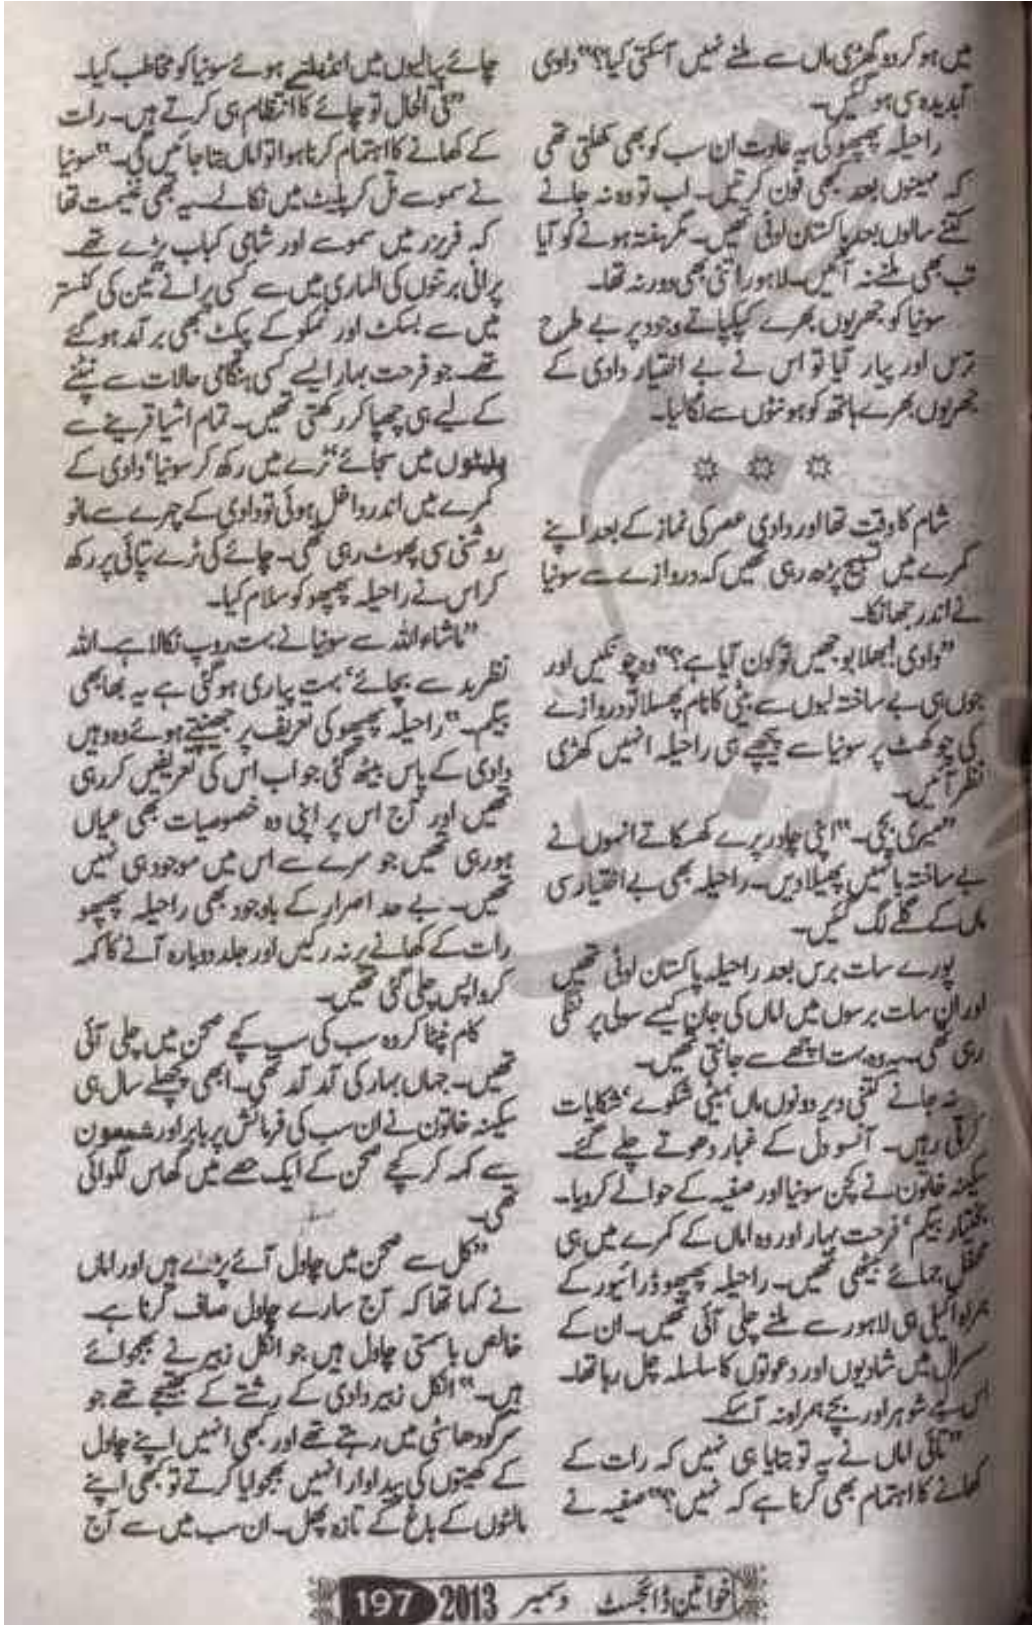 میں ہو کر دو گھڑی ماں سے ملنے نہیں آسکتی کیا؟“ دادی
آبدیدہ سی ہو گئیں۔
راحیلہ پھپھو کی یہ عادت ان سب کو بھی کھلتی تھی
کہ مہینوں بعد کبھی فون کرتیں۔ اب تو وہ نہ جانے
کتنے سالوں بعد پاکستان لوٹی تھیں۔ مگر ہفتہ ہونے کو آیا
تب بھی ملنے نہ آئیں۔ لاہور اتنی بھی دور نہ تھا۔
سونیا کو جھریوں بھرے کپکپاتے وجود پر بے طرح
ترس اور پیار آیا تو اس نے بے اختیار دادی کے
جھریوں بھرے ہاتھ کو ہونٹوں سے لگالیا۔
شام کا وقت تھا اور دادی عصر کی نماز کے بعد اپنے
کمرے میں تسبیح پڑھ رہی تھیں کہ دروازے سے سونیا
نے اندر جھانکا۔
”دادی! بھلا بوجھیں تو کون آیا ہے؟“ وہ چونکیں اور
جوں ہی بے ساختہ لبوں سے بیٹی کا نام پھسلا تو دروازے
کی چوکھٹ پر سونیا سے پیچھے ہی راحیلہ انہیں کھڑی
نظر آئیں۔
”میری بچی۔“ اپنی چادر پرے کھسکاتے انہوں نے
بے ساختہ بانہیں پھیلا دیں۔ راحیلہ بھی بے اختیار سی
ماں کے گلے لگ گئیں۔
پورے سات برس بعد راحیلہ پاکستان لوٹی تھیں
اور ان سات برسوں میں اماں کی جان کیسے سولی پر لٹکی
رہی تھی۔ یہ وہ بہت اچھے سے جانتی تھیں۔
نہ جانے کتنی دیر دونوں ماں بیٹی شکوے، شکایات
کرتی رہیں۔ آنسو دل کے غبار دھوتے چلے گئے۔
سکینہ خاتون نے کچن سونیا اور صفیہ کے حوالے کر دیا۔
بختیار بیگم، فرحت بہار اور وہ اماں کے کمرے میں ہی
محفل جمائے بیٹھی تھیں۔ راحیلہ پھپھو ڈرائیور کے
ہمراہ اکیلی ہی لاہور سے ملنے چلی آئی تھیں۔ ان کے
سسرال میں شادیوں اور دعوتوں کا سلسلہ چل رہا تھا۔
اس لیے شوہر اور بچے ہمراہ نہ آسکے۔
”تائی اماں نے یہ تو بتایا ہی نہیں کہ رات کے
کھانے کا اہتمام بھی کرنا ہے کہ نہیں؟“ صفیہ نے
چائے پیالیوں میں انڈیلتے ہوئے سونیا کو مخاطب کیا۔
”فی الحال تو چائے کا انتظام ہی کرتے ہیں۔ رات
کے کھانے کا اہتمام کرنا ہوا تو اماں بتا جائیں گی۔“ سونیا
نے سموسے تل کر پلیٹ میں نکالے۔ یہ بھی غنیمت تھا
کہ فریزر میں سموسے اور شامی کباب پڑے تھے۔
پرانی برتنوں کی الماری میں سے کسی پرانے ٹین کی کنستر
میں سے بسکٹ اور نمکو کے پیکٹ بھی برآمد ہو گئے
تھے۔ جو فرحت بہار ایسے کسی ہنگامی حالات سے نبٹنے
کے لیے ہی چھپا کر رکھتی تھیں۔ تمام اشیا قرینے سے
پلیٹوں میں سجائے، ٹرے میں رکھ کر سونیا، دادی کے
کمرے میں اندر داخل ہوئی تو دادی کے چہرے سے مانو
روشنی سی پھوٹ رہی تھی۔ چائے کی ٹرے تپائی پر رکھ
کر اس نے راحیلہ پھپھو کو سلام کیا۔
”ماشاء اللہ سے سونیا نے بہت روپ نکالا ہے۔ اللہ
نظر بد سے بچائے، بہت پیاری ہو گئی ہے یہ بھابھی
بیگم۔“ راحیلہ پھپھو کی تعریف پر جھینپتے ہوئے وہ وہیں
دادی کے پاس بیٹھ گئی جو اب اس کی تعریفیں کر رہی
تھیں اور آج اس پر اپنی وہ خصوصیات بھی عیاں
ہو رہی تھیں جو سرے سے اس میں موجود ہی نہیں
تھیں۔ بے حد اصرار کے باوجود بھی راحیلہ پھپھو
رات کے کھانے پر نہ رکیں اور جلد دوبارہ آنے کا کہہ
کر واپس چلی گئی تھیں۔
کام نپٹا کر وہ سب کی سب کچے صحن میں چلی آئی
تھیں۔ جہاں بہار کی آمد آمد تھی۔ ابھی پچھلے سال ہی
سکینہ خاتون نے ان سب کی فرمائش پر بابر اور شمعون
سے کہہ کر کچے صحن کے ایک حصے میں گھاس لگوائی
تھی۔
”کل سے صحن میں چاول آئے پڑے ہیں اور اماں
نے کہا تھا کہ آج سارے چاول صاف کرنا ہے۔
خالص باسمتی چاول ہیں جو انکل زبیر نے بھجوائے
ہیں۔“ انکل زبیر دادی کے رشتے کے بھتیجے تھے جو
سرگودھا ہی میں رہتے تھے اور کبھی انہیں اپنے چاول
کے کھیتوں کی پیداوار انہیں بھجوایا کرتے تو کبھی اپنے
مالٹوں کے باغ کے تازہ پھل۔ ان سب میں سے آج
خواتین ڈائجسٹ دسمبر 2013 197